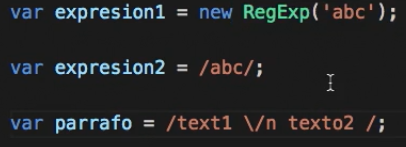 var expresion1 = new RegExp('abc');
var expresion2 = /abc/;
var parrafo = /text1 \/n texto2 /;